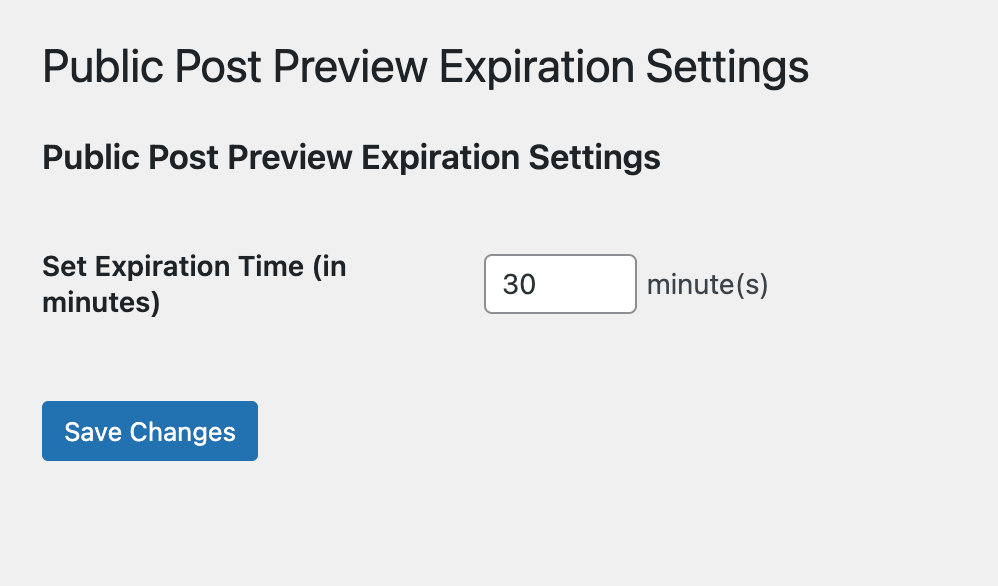 Public Post Preview Expiration Settings
Public Post Preview Expiration Settings
Set Expiration Time (in
minutes)
30 minute(s)
Save Changes